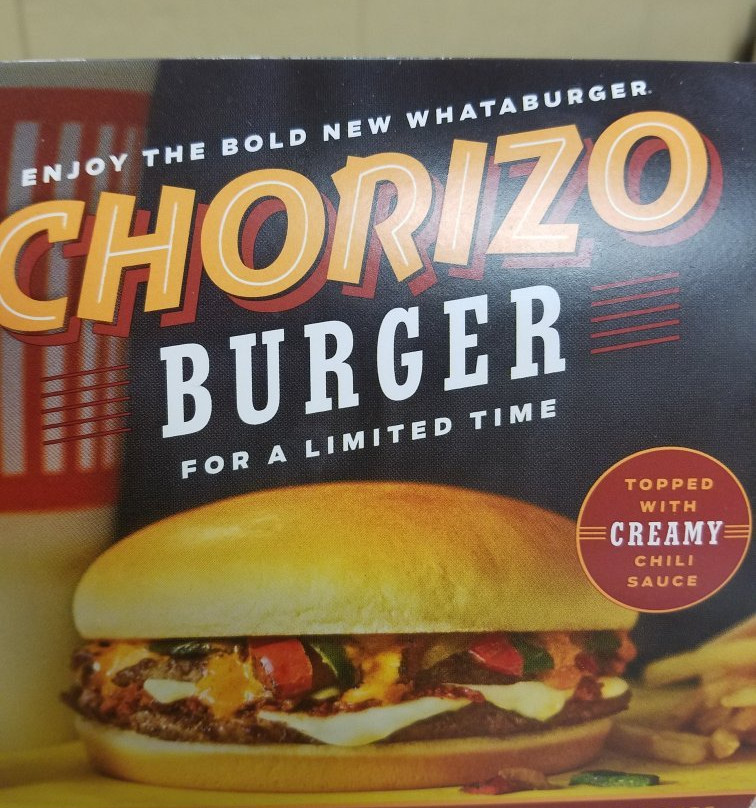 ENJOY THE BOLD NEW WHATABURGER
CHORIZO
BURGER
FOR A LIMITED TIME
TOPPED
WITH
CREAMY
CHILI
SAUCE